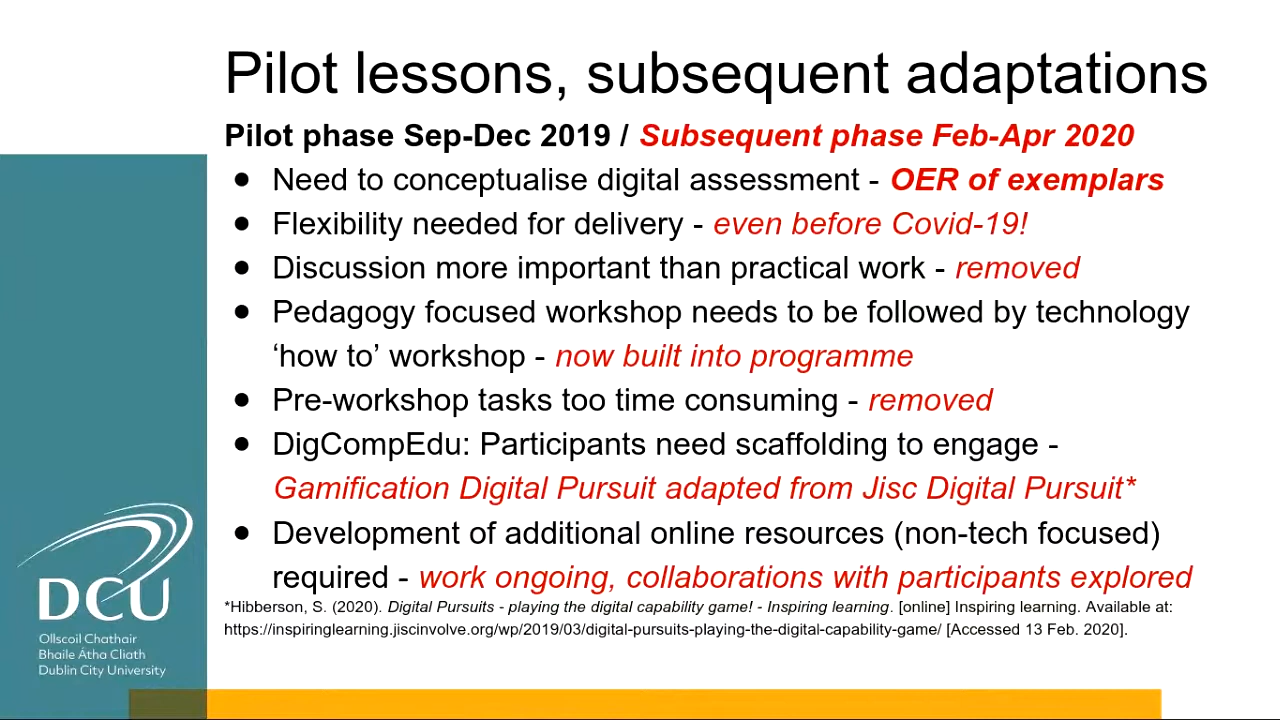 Pilot lessons, subsequent adaptations
Pilot phase Sep-Dec 2019 / Subsequent phase Feb-Apr 2020
● Need to conceptualise digital assessment - OER of exemplars
● Flexibility needed for delivery - even before Covid-19!
● Discussion more important than practical work - removed
● Pedagogy focused workshop needs to be followed by technology
‘how to’ workshop - now built into programme
● Pre-workshop tasks too time consuming - removed
● DigCompEdu: Participants need scaffolding to engage -
Gamification Digital Pursuit adapted from Jisc Digital Pursuit*
● Development of additional online resources (non-tech focused)
required - work ongoing, collaborations with participants explored
*Hibberson, S. (2020). Digital Pursuits - playing the digital capability game! - Inspiring learning. [online] Inspiring learning. Available at:
https://inspiringlearning.jiscinvolve.org/wp/2019/03/digital-pursuits-playing-the-digital-capability-game/ [Accessed 13 Feb. 2020].
DCU
Ollscoil Chathair
Bhaile Átha Cliath
Dublin City University